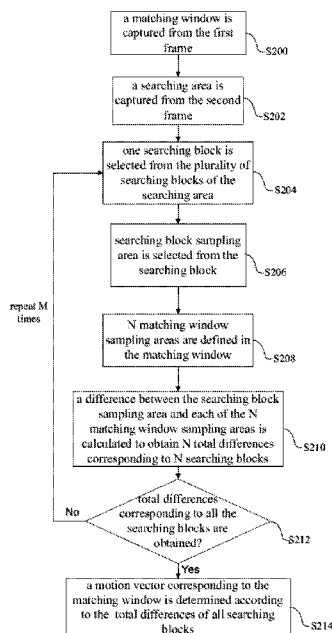 a matching window is
captured from the first
frame
S200
a searching area is
captured from the second
frame
S202
one searching block is
selected from the plurality of
searching blocks of the
searching area
S204
searching block sampling
area is selected from the
searching block
S206
repeat M
times
N matching window
sampling areas are defined in
the matching window
S208
a difference between the searching block
sampling area and each of the N
matching window sampling areas is
calculated to obtain N total differences
corresponding to N searching blocks
S210
No
total differences
corresponding to all the
searching blocks are
obtained?
S212
Yes
a motion vector corresponding to the
matching window is determined according
to the total differences of all searching
blocks
S214